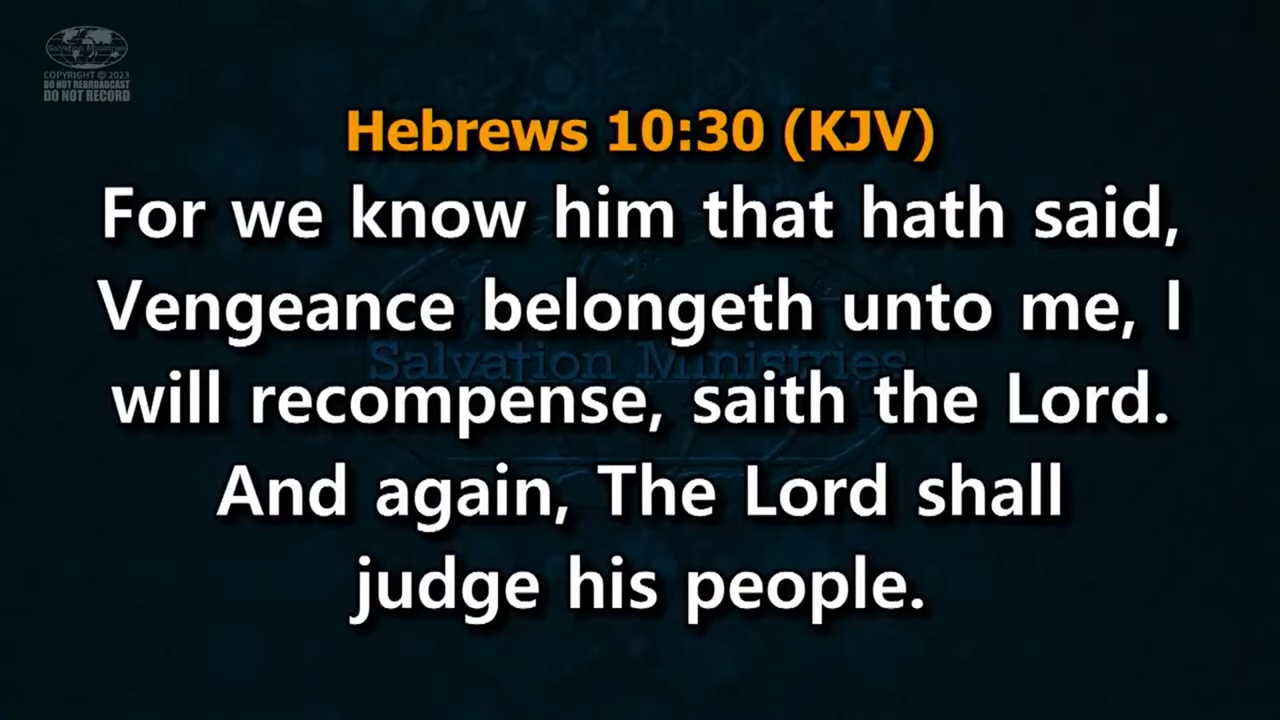 Salvation Ministries
COPYRIGHT © 2023
DO NOT REBROADCAST
DO NOT RECORD
Hebrews 10:30 (KJV)
For we know him that hath said,
Vengeance belongeth unto me, I
Salvation Ministries
will recompense, saith the Lord.
And again, The Lord shall
judge his people.